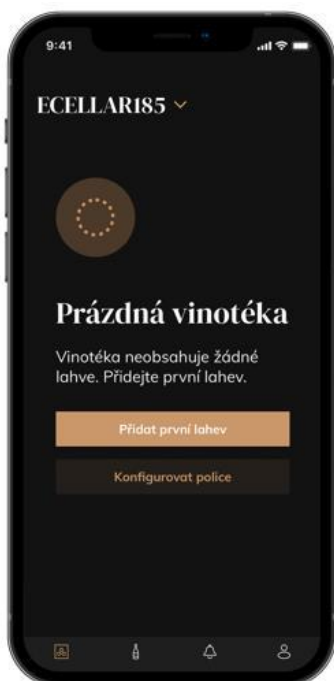 9:41
ECELLAR185
Prázdná vinotéka
Vinotéka neobsahuje žádné
lahve. Přidejte první lahev.
Přidat první lahev
Konfigurovat police